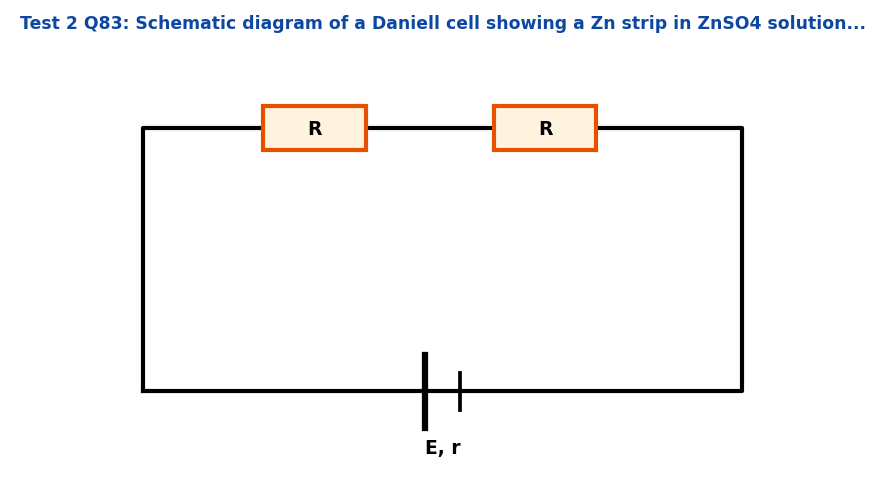 Test 2 Q83: Schematic diagram of a Daniell cell showing a Zn strip in ZnSO4 solution...
R R
E, r